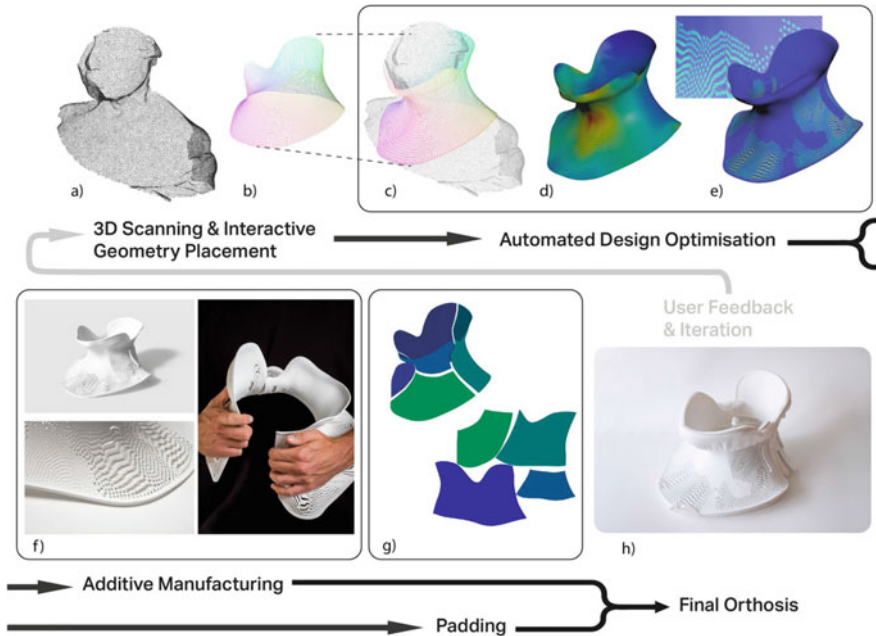 a)
b)
c)
d)
e)
3D Scanning & Interactive
Geometry Placement
Automated Design Optimisation
User Feedback
& Iteration
f)
g)
h)
Additive Manufacturing
Padding
Final Orthosis